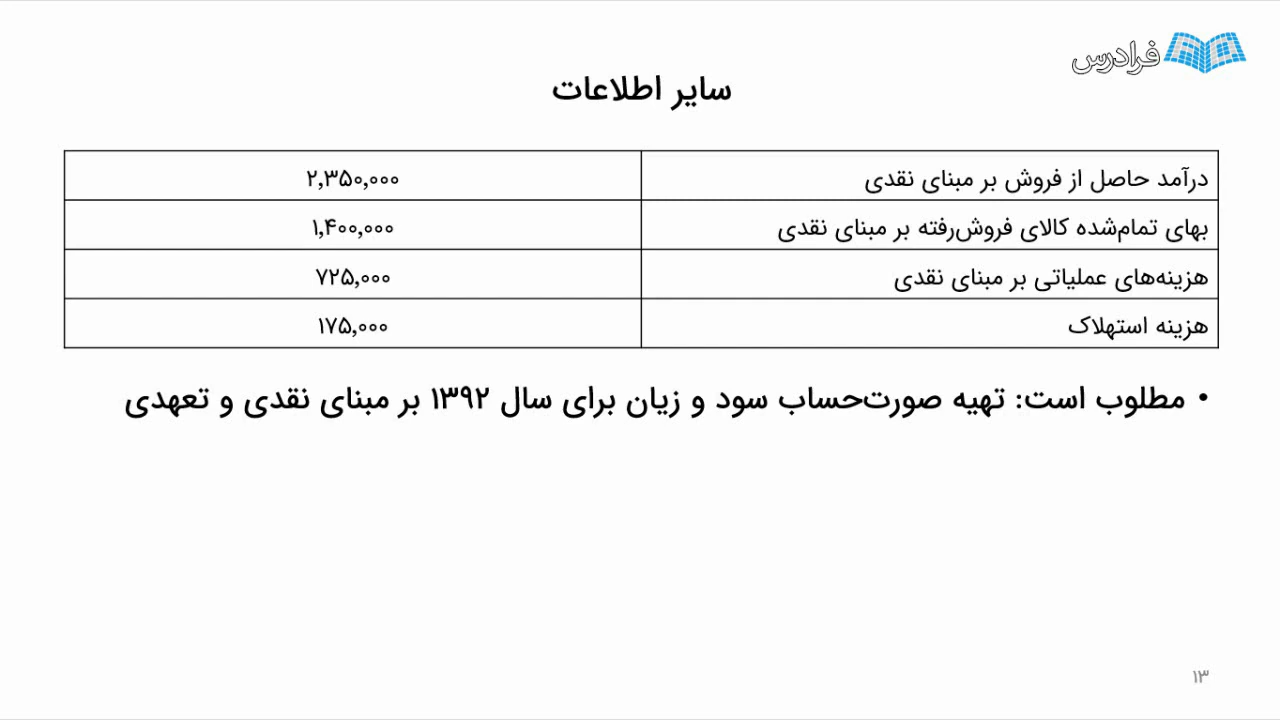 فرادرس
سایر اطلاعات
درآمد حاصل از فروش بر مبنای نقدی ۲,۳۵۰,۰۰۰
بهای تمام‌شده کالای فروش‌رفته بر مبنای نقدی ۱,۴۰۰,۰۰۰
هزینه‌های عملیاتی بر مبنای نقدی ۷۲۵,۰۰۰
هزینه استهلاک ۱۷۵,۰۰۰
• مطلوب است: تهیه صورت‌حساب سود و زیان برای سال ۱۳۹۲ بر مبنای نقدی و تعهدی
۱۳